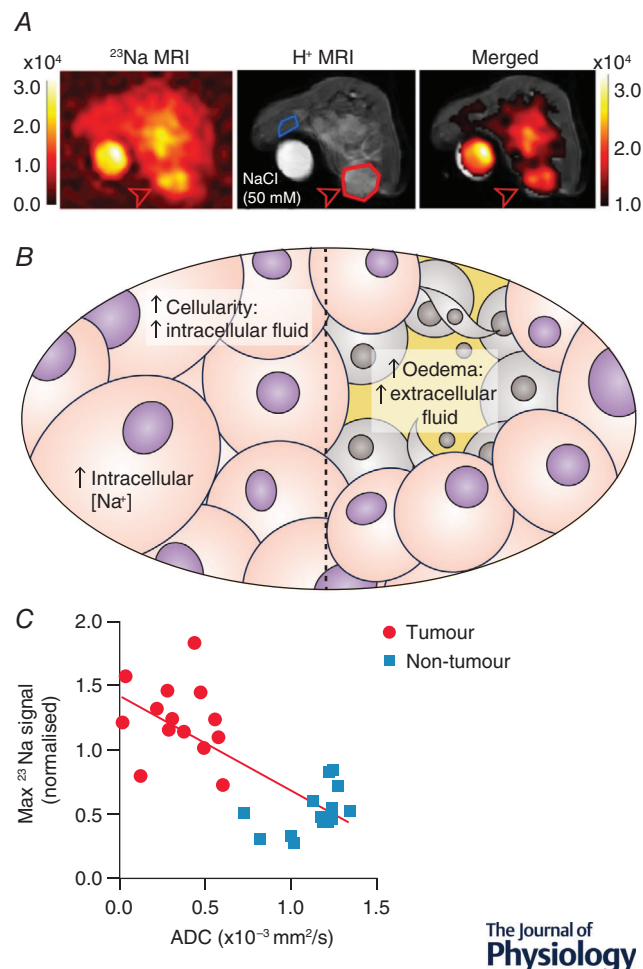 A
²³Na MRI
H⁺ MRI
Merged
x10⁴
3.0
2.0
1.0
0.0
NaCl
(50 mM)
x10⁴
3.0
2.0
1.0
B
↑ Cellularity:
↑ intracellular fluid
↑ Oedema:
↑ extracellular
fluid
↑ Intracellular
[Na⁺]
C
Max ²³Na signal
(normalised)
2.0
1.5
1.0
0.5
0.0
0.0 0.5 1.0 1.5
ADC (x10⁻³ mm²/s)
Tumour
Non-tumour
The Journal of
Physiology